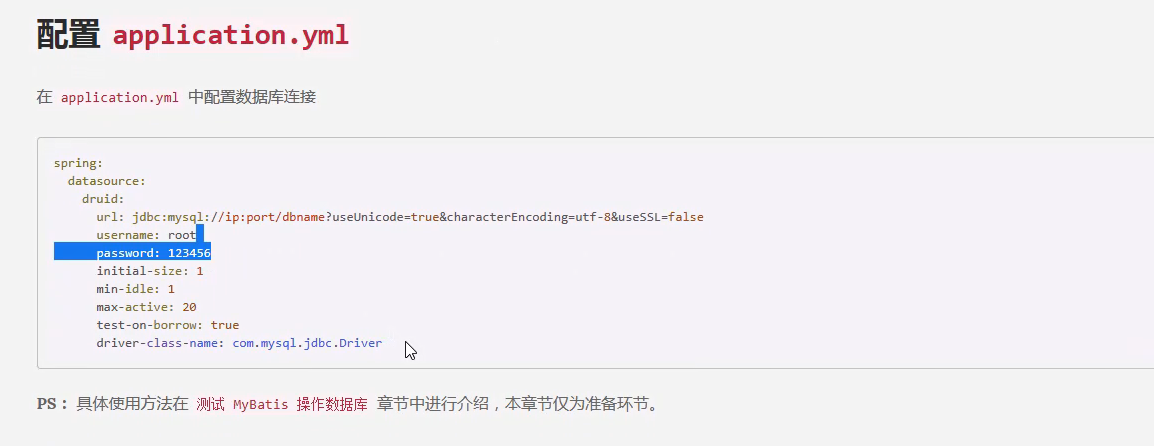 配置 application.yml
在 application.yml 中配置数据库连接
spring:
  datasource:
    druid:
      url: jdbc:mysql://ip:port/dbname?useUnicode=true&characterEncoding=utf-8&useSSL=false
      username: root
      password: 123456
      initial-size: 1
      min-idle: 1
      max-active: 20
      test-on-borrow: true
      driver-class-name: com.mysql.jdbc.Driver
PS：具体使用方法在 测试 MyBatis 操作数据库 章节中进行介绍，本章节仅为准备环节。